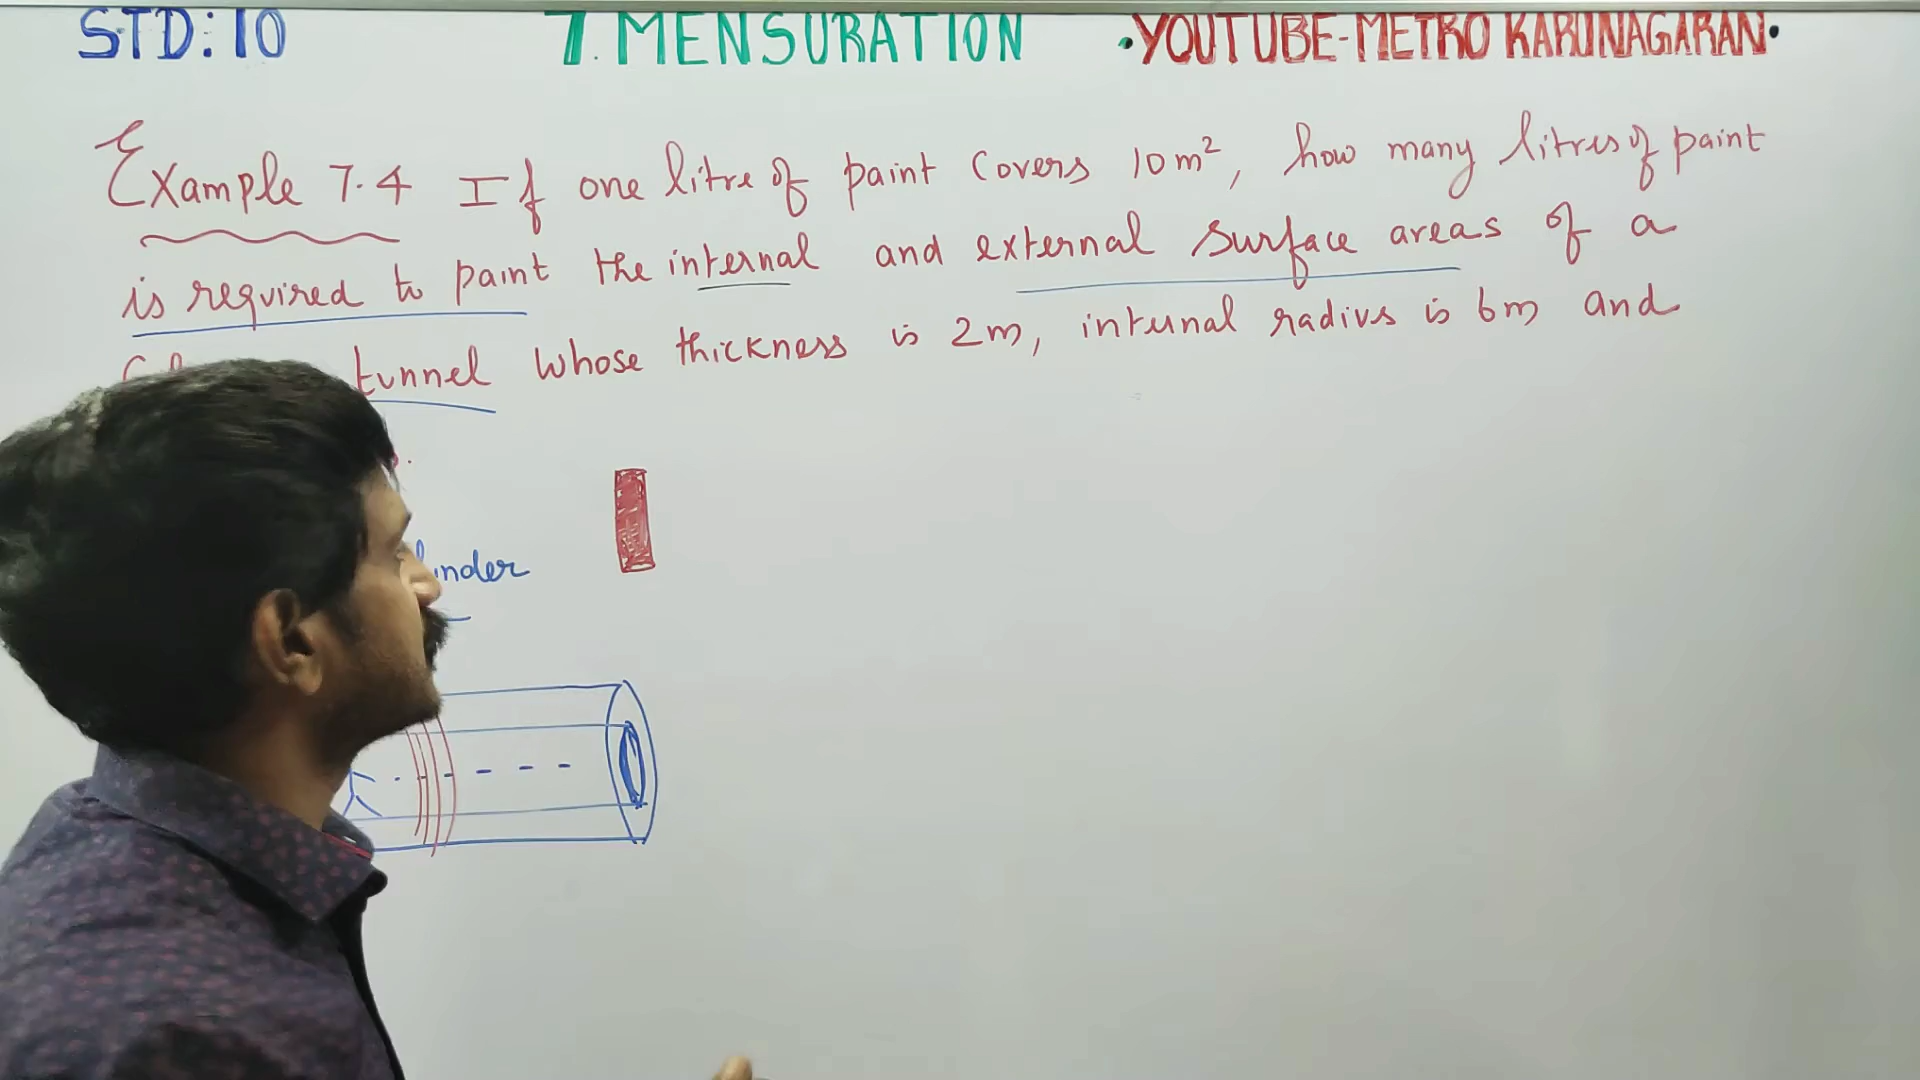 STD:10 7. MENSURATION •YOUTUBE-METRO KARUNAGARAN•
Example 7.4 If one litre of paint Covers 10m², how many litres of paint
is required to paint the internal and external surface areas of a
tunnel whose thickness is 2m, internal radius is 6m and